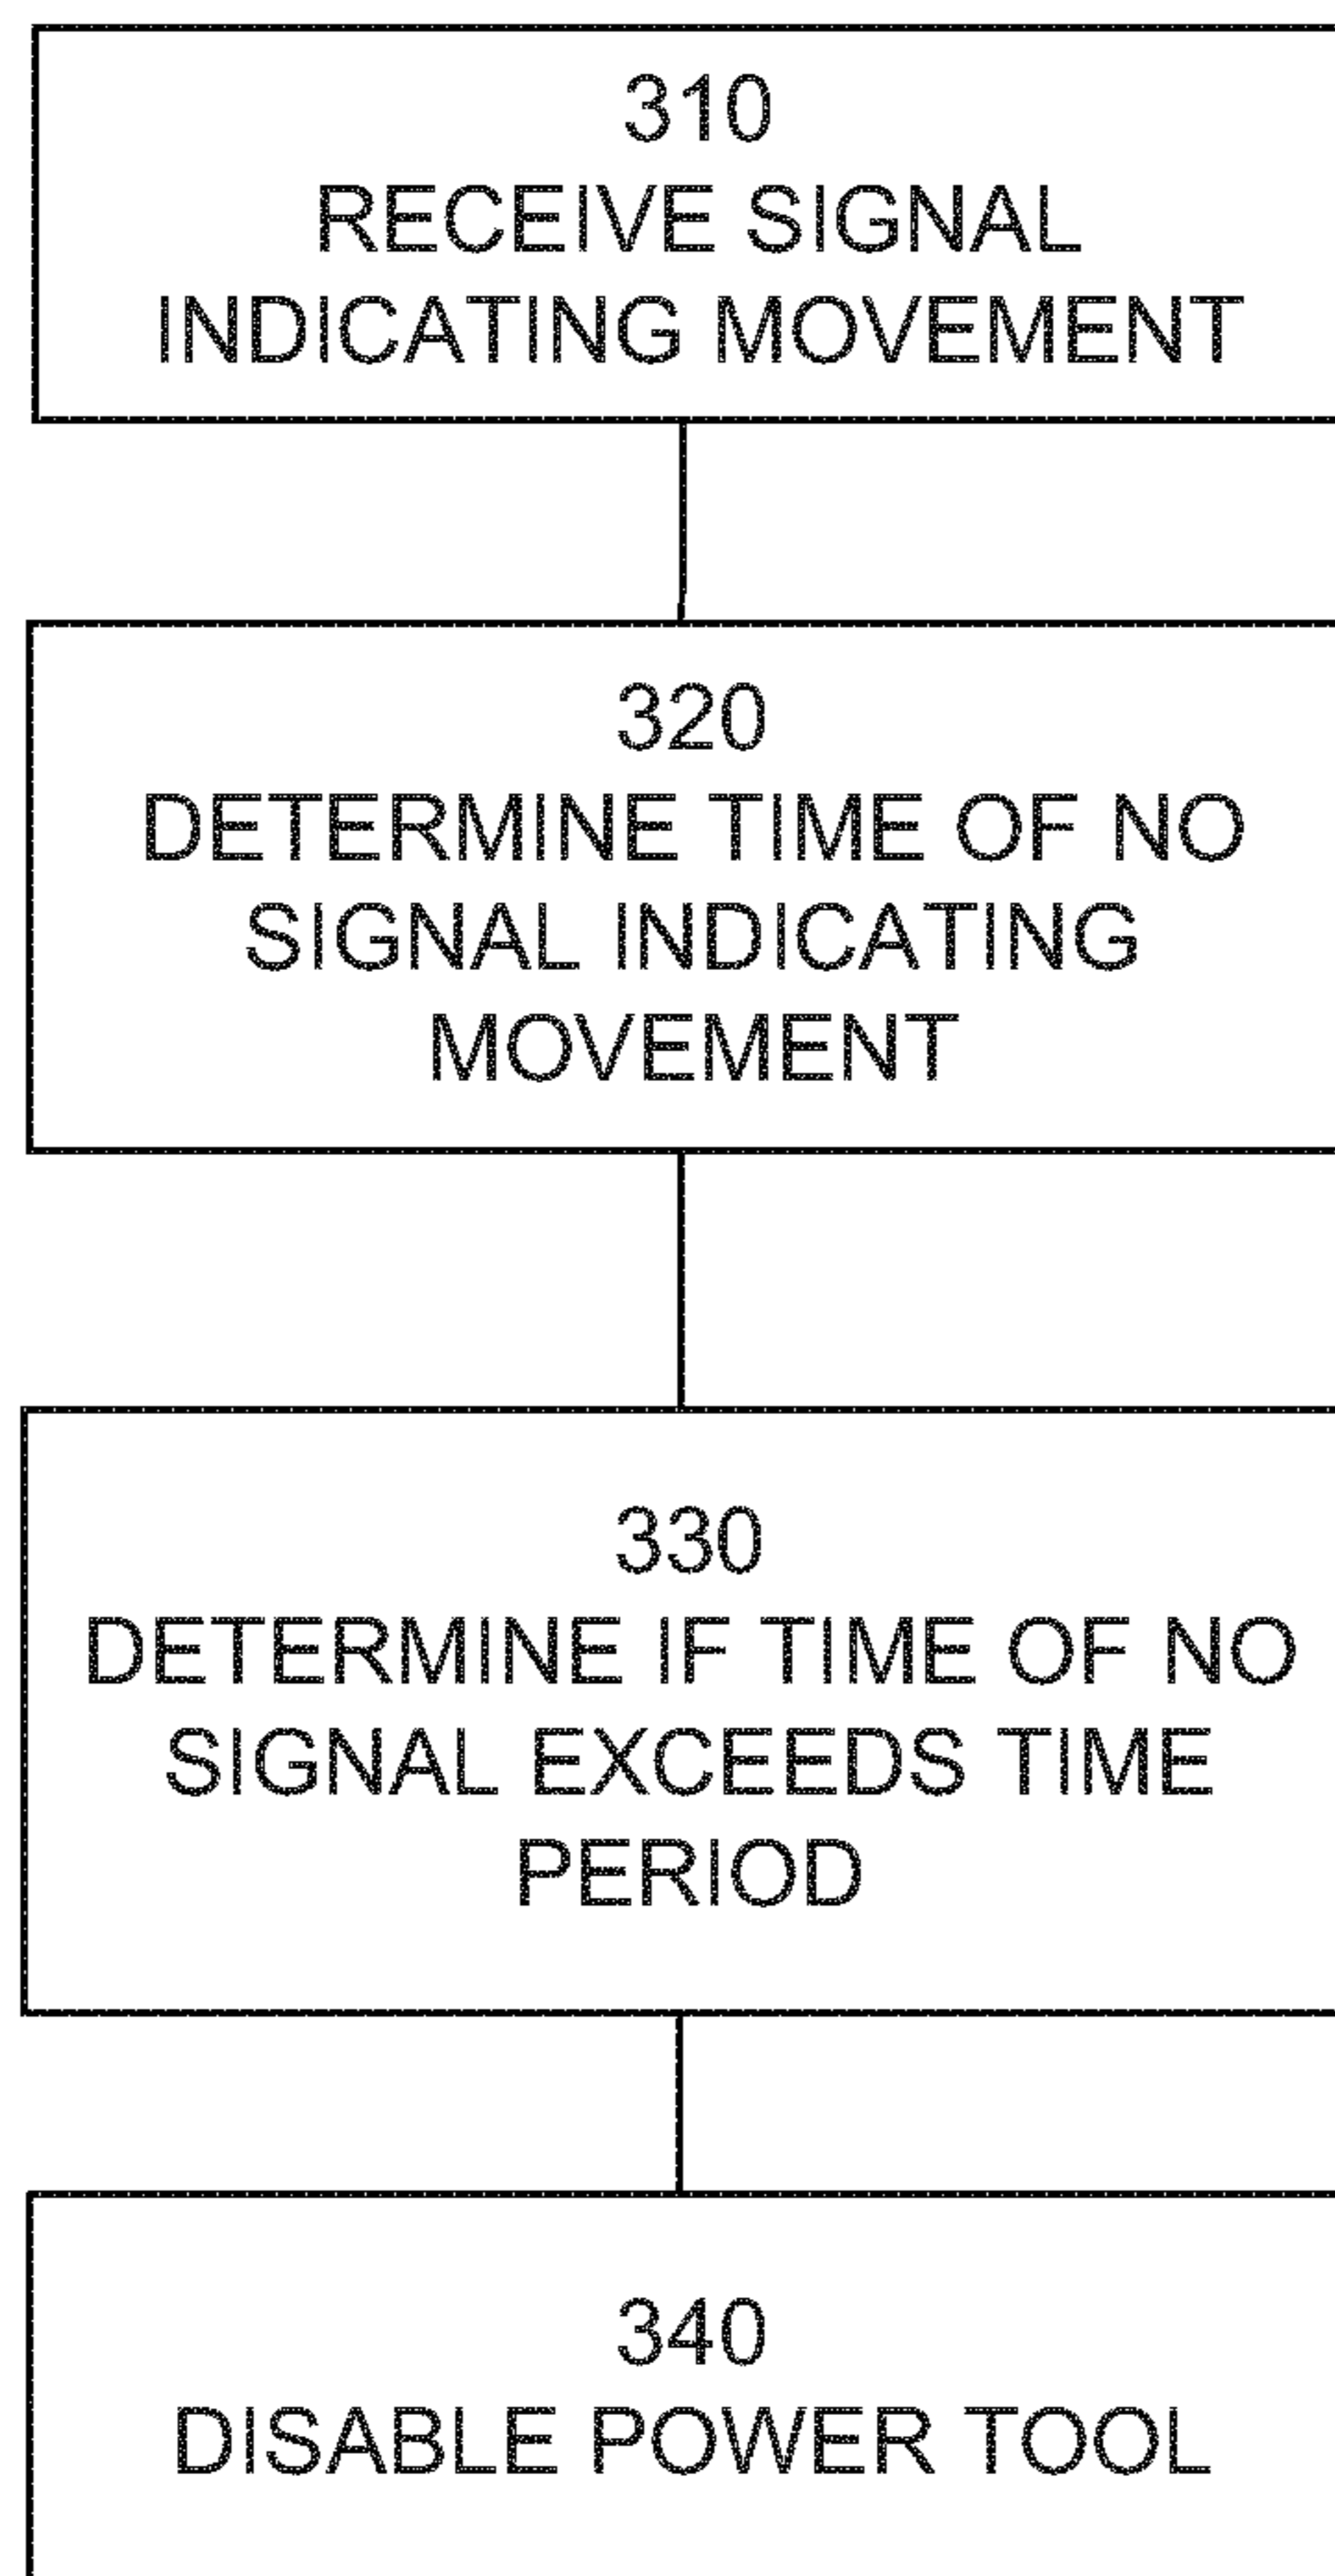 310
RECEIVE SIGNAL
INDICATING MOVEMENT
320
DETERMINE TIME OF NO
SIGNAL INDICATING
MOVEMENT
330
DETERMINE IF TIME OF NO
SIGNAL EXCEEDS TIME
PERIOD
340
DISABLE POWER TOOL